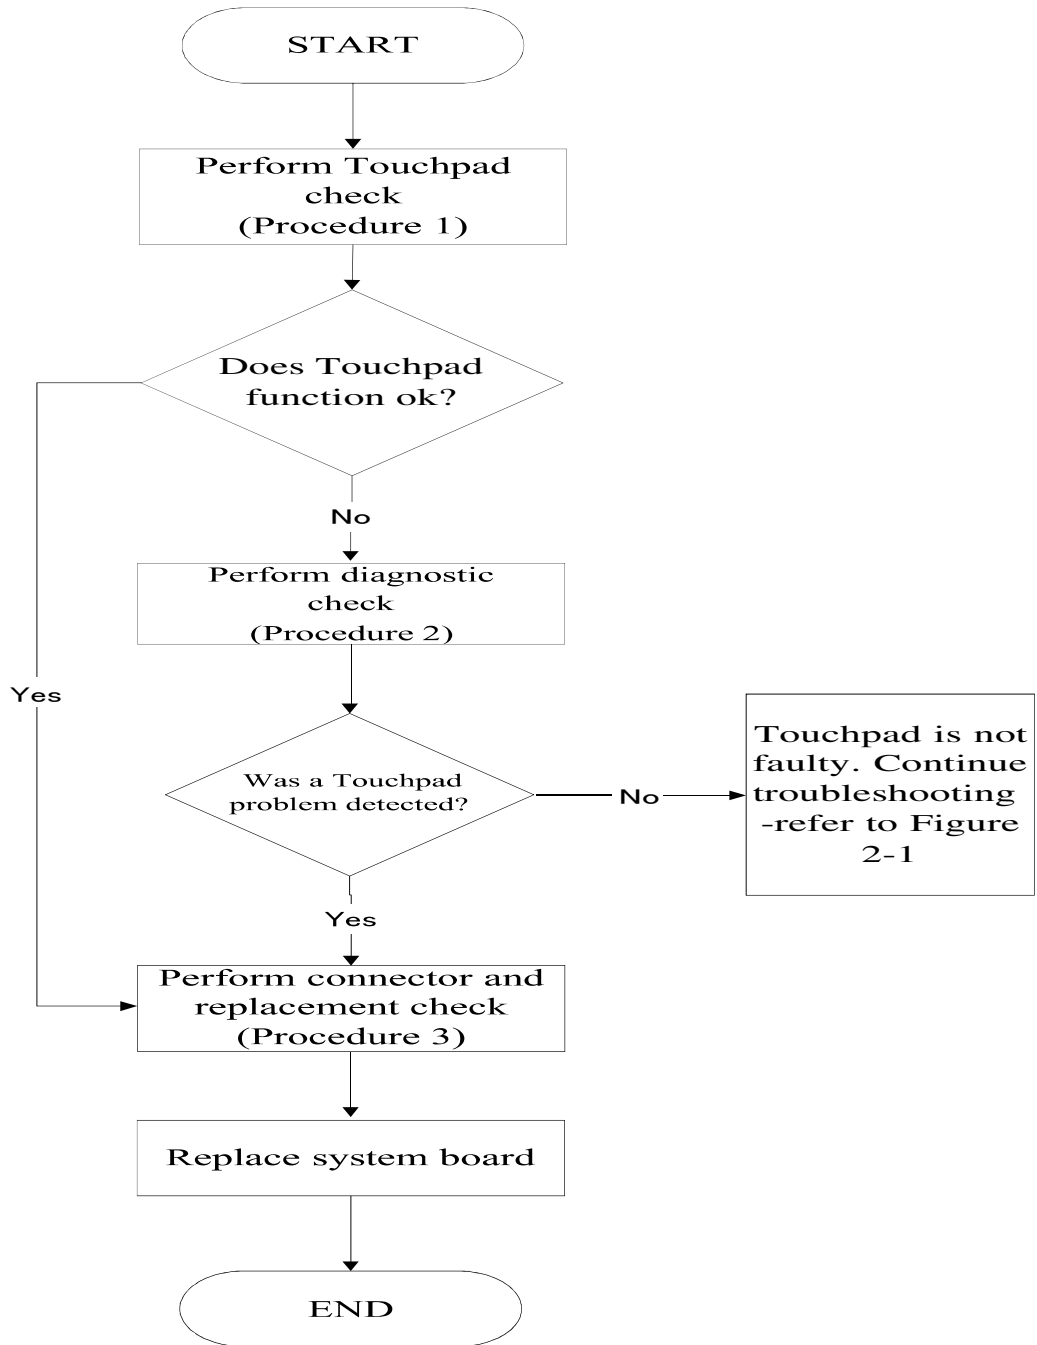 START
Perform Touchpad
check
(Procedure 1)
Does Touchpad
function ok?
No
Perform diagnostic
check
(Procedure 2)
Yes
Was a Touchpad
problem detected?
No
Touchpad is not
faulty. Continue
troubleshooting
-refer to Figure
2-1
Yes
Perform connector and
replacement check
(Procedure 3)
Replace system board
END